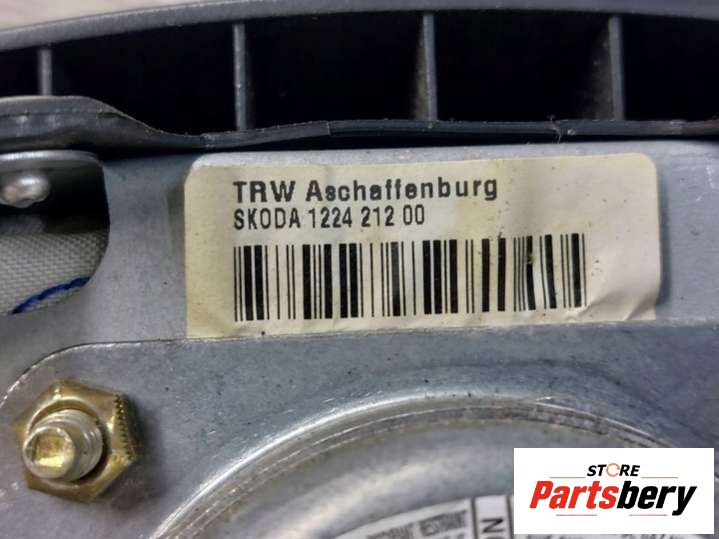 TRW Aschaffenburg
SKODA 1224 212 00
STORE
Partsbery